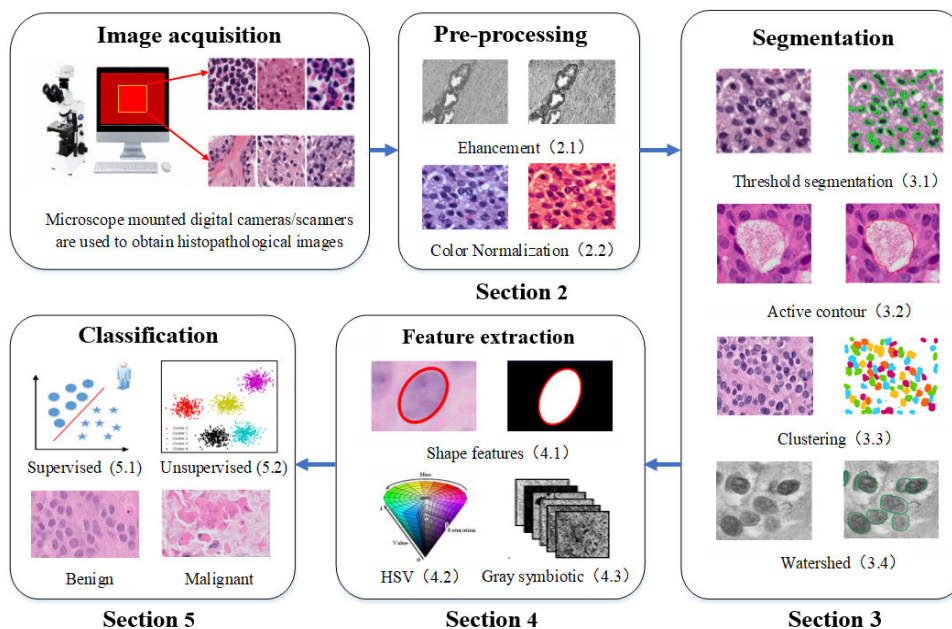 Image acquisition
Microscope mounted digital cameras/scanners
are used to obtain histopathological images
Pre-processing
Ehancement（2.1）
Color Normalization（2.2）
Section 2
Segmentation
Threshold segmentation（3.1）
Active contour（3.2）
Clustering（3.3）
Watershed（3.4）
Section 3
Feature extraction
Shape features（4.1）
Hue
Saturation
Value
HSV（4.2）
Gray symbiotic（4.3）
Section 4
Classification
Supervised (5.1)
Unsupervised (5.2)
Benign
Malignant
Section 5